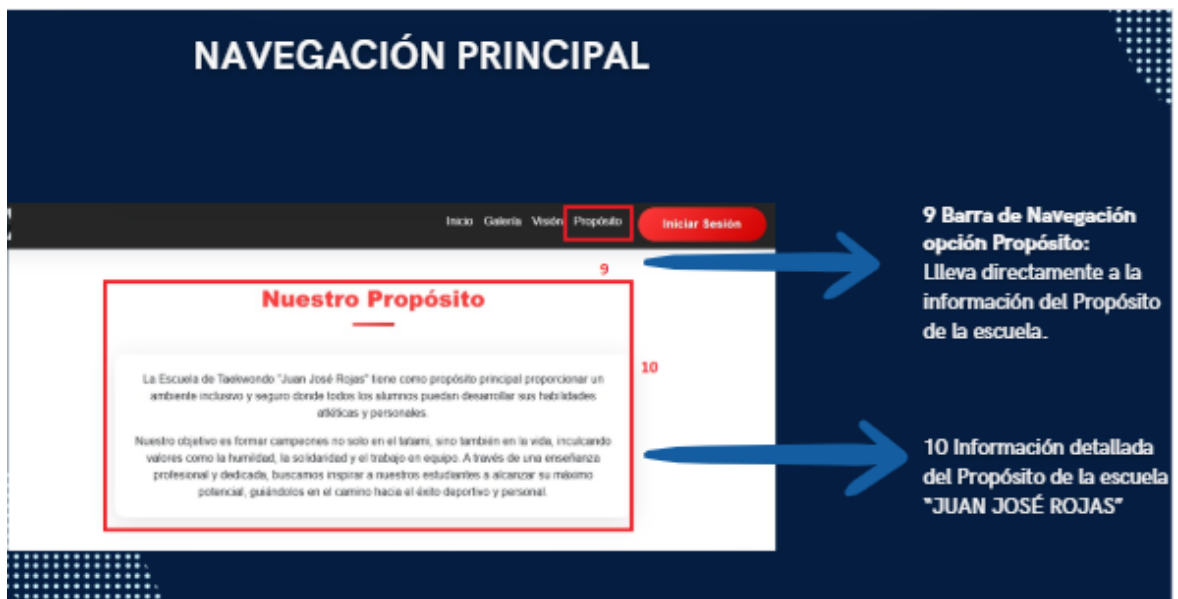 NAVEGACIÓN PRINCIPAL
Inicio Galería Visión Propósito Iniciar Sesión
9
Nuestro Propósito
10
La Escuela de Taekwondo "Juan José Rojas" tiene como propósito principal proporcionar un
ambiente inclusivo y seguro donde todos los alumnos puedan desarrollar sus habilidades
atléticas y personales.
Nuestro objetivo es formar campeones no solo en el tatami, sino también en la vida, inculcando
valores como la humildad, la solidaridad y el trabajo en equipo. A través de una enseñanza
profesional y dedicada, buscamos inspirar a nuestros estudiantes a alcanzar su máximo
potencial, guiándolos en el camino hacia el éxito deportivo y personal.
9 Barra de Navegación
opción Propósito:
Llleva directamente a la
información del Propósito
de la escuela.
10 Información detallada
del Propósito de la escuela
"JUAN JOSÉ ROJAS"